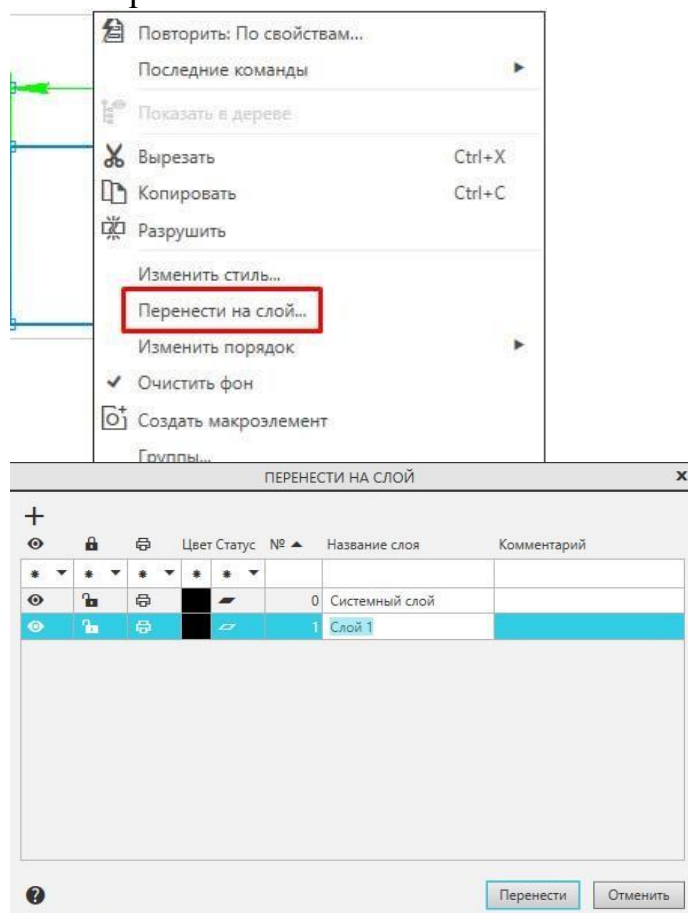 Повторить: По свойствам...
Последние команды
Показать в дереве
Вырезать Ctrl+X
Копировать Ctrl+C
Разрушить
Изменить стиль...
Перенести на слой...
Изменить порядок
Очистить фон
Создать макроэлемент
Группы...
ПЕРЕНЕСТИ НА СЛОЙ x
Цвет Статус № Название слоя Комментарий
0 Системный слой
1 Слой 1
Перенести Отменить